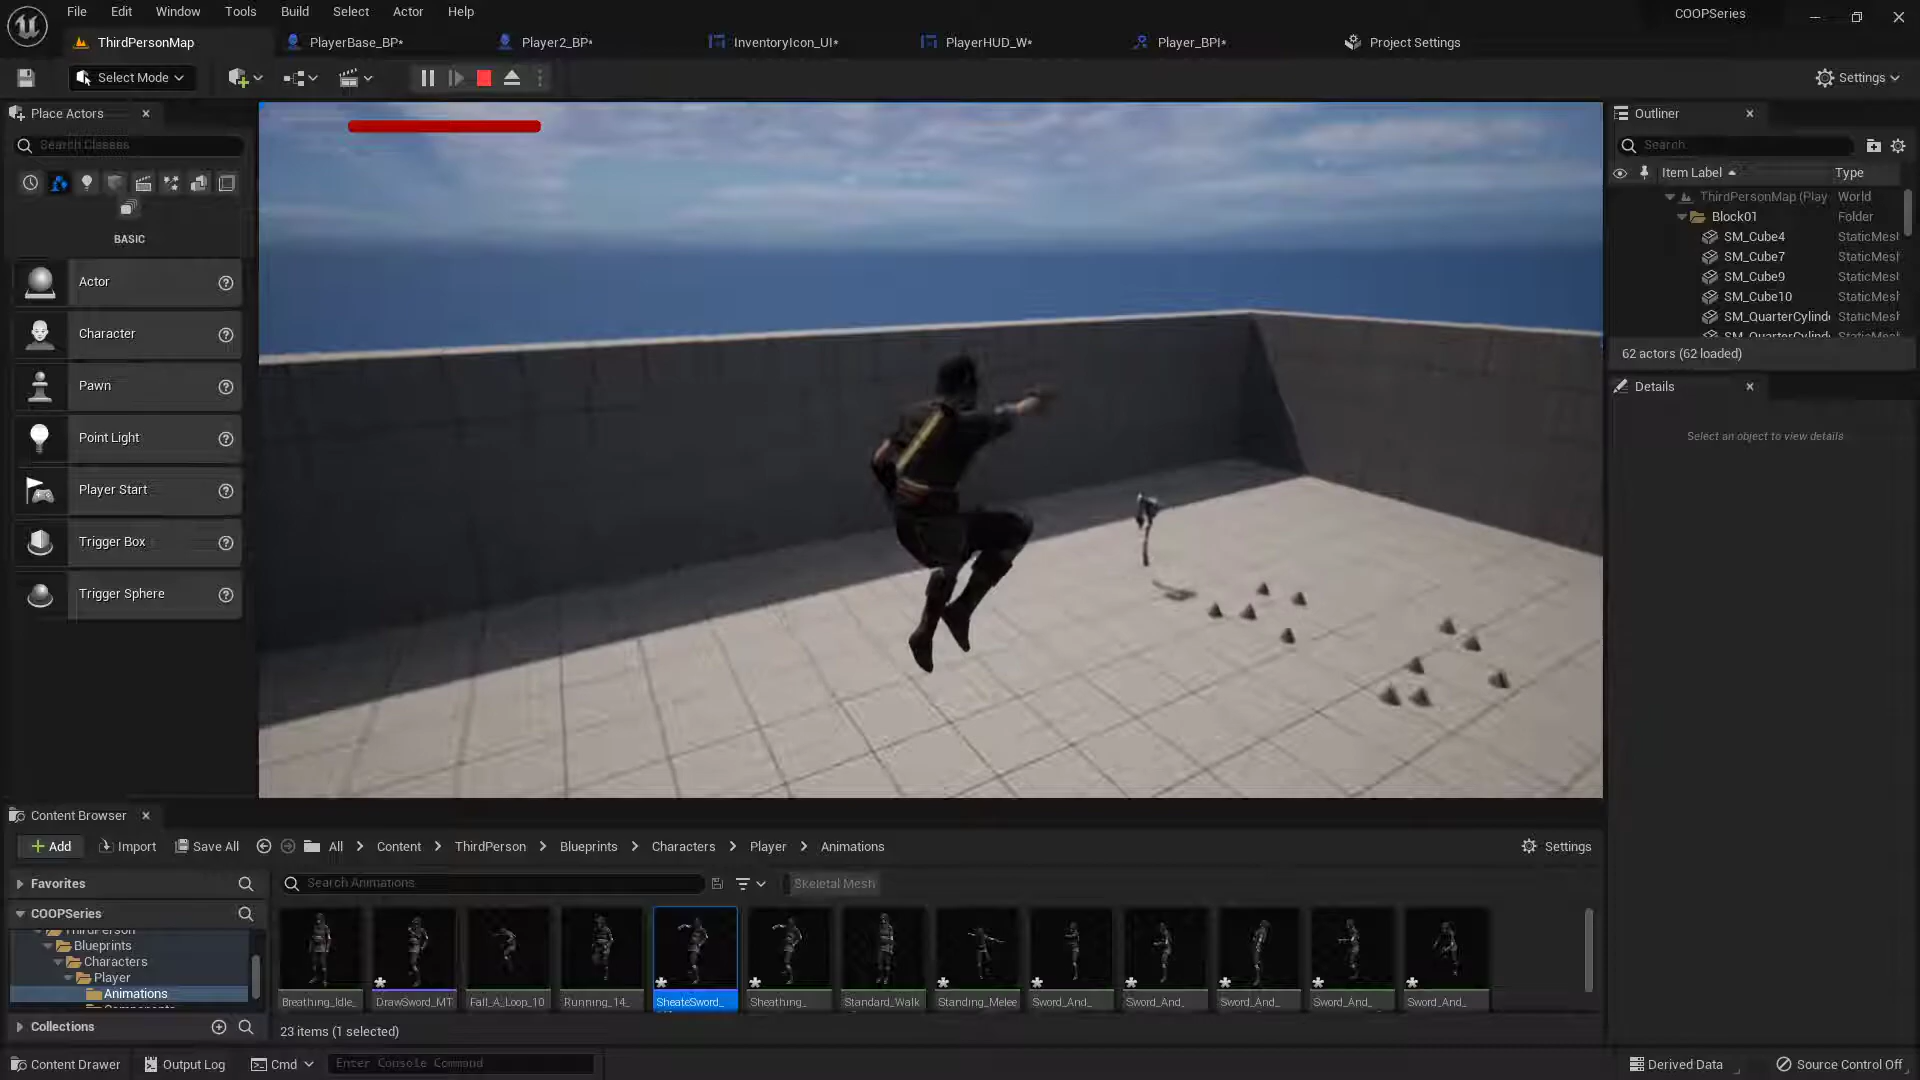 File Edit Window Tools Build Select Actor Help
COOPSeries
ThirdPersonMap PlayerBase_BP* Player2_BP* InventoryIcon_UI* PlayerHUD_W* Player_BPI* Project Settings
Select Mode
Settings
Place Actors
Search Classes
BASIC
Actor
Character
Pawn
Point Light
Player Start
Trigger Box
Trigger Sphere
Outliner
Search
Item Label Type
ThirdPersonMap (Play World
Block01 Folder
SM_Cube4 StaticMesh
SM_Cube7 StaticMesh
SM_Cube9 StaticMesh
SM_Cube10 StaticMesh
SM_QuarterCylinde StaticMesh
62 actors (62 loaded)
Details
Select an object to view details
Content Browser
Add Import Save All All > Content > ThirdPerson > Blueprints > Characters > Player > Animations Settings
Favorites
COOPSeries
ThirdPerson
Blueprints
Characters
Player
Animations
Collections
Search Animations
Skeletal Mesh
Breathing_Idle_ DrawSword_MT Fall_A_Loop_10 Running_14_ SheateSword_ Sheathing_ Standard_Walk Standing_Melee Sword_And_ Sword_And_ Sword_And_ Sword_And_ Sword_And_
23 items (1 selected)
Content Drawer Output Log Cmd Enter Console Command Derived Data Source Control Off